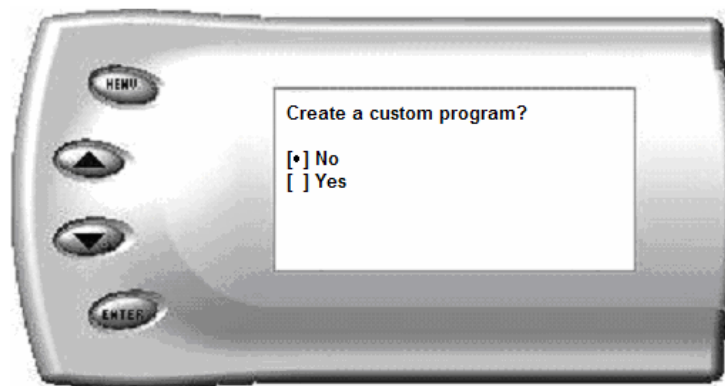 MENU
Create a custom program?
[•] No
[ ] Yes
ENTER